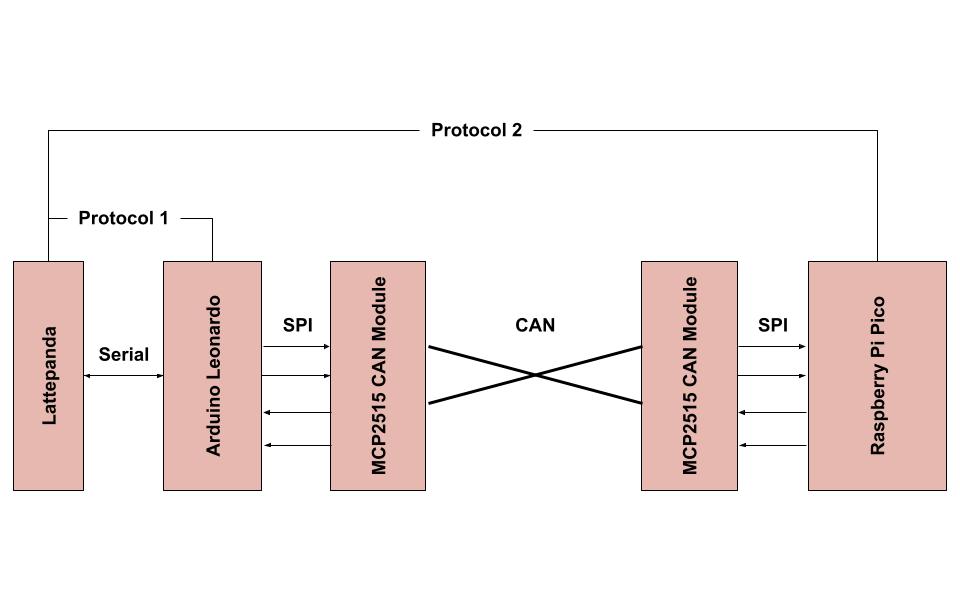 Protocol 2
Protocol 1
Lattepanda
Serial
Arduino Leonardo
SPI
MCP2515 CAN Module
CAN
MCP2515 CAN Module
SPI
Raspberry Pi Pico